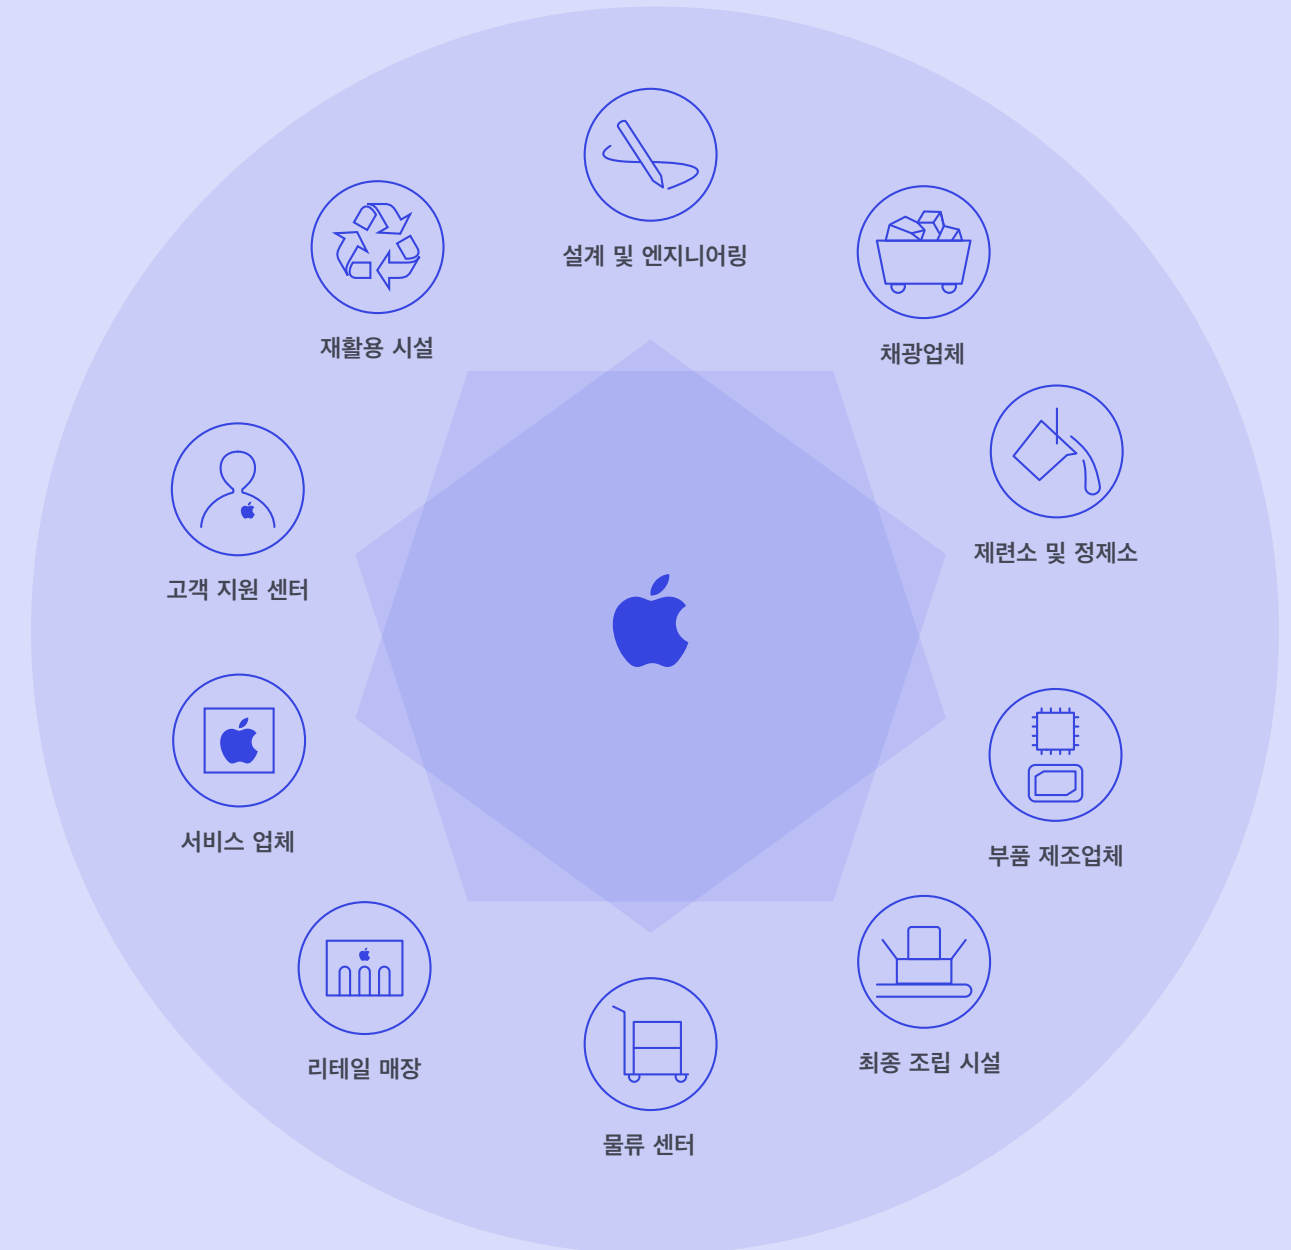 설계 및 엔지니어링
채광업체
제련소 및 정제소
부품 제조업체
최종 조립 시설
물류 센터
리테일 매장
서비스 업체
고객 지원 센터
재활용 시설